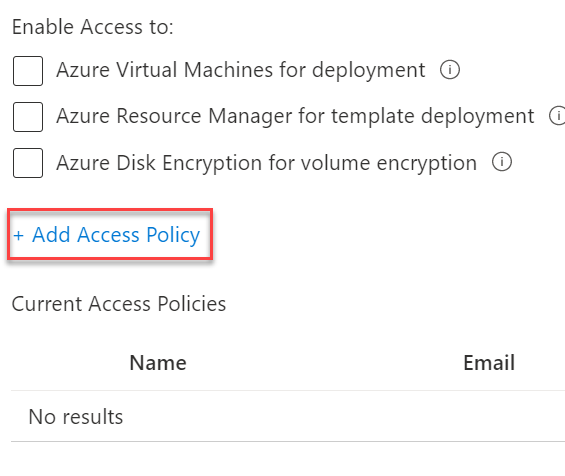 Enable Access to:
Azure Virtual Machines for deployment
Azure Resource Manager for template deployment
Azure Disk Encryption for volume encryption
+ Add Access Policy
Current Access Policies
Name Email
No results